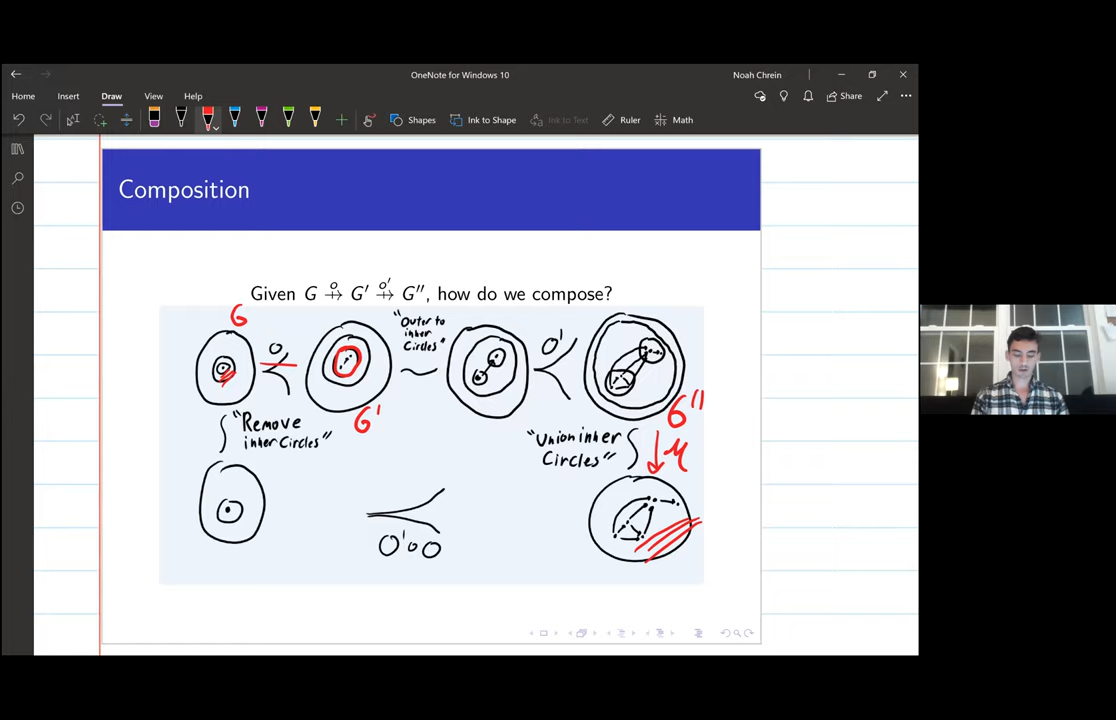 OneNote for Windows 10
Noah Chrein
Home
Insert
Draw
View
Help
Share
Shapes
Ink to Shape
Ink to Text
Ruler
Math
Composition
Given G o⇸ G′ o′⇸ G″, how do we compose?
G
O
G'
"Outer to
inner
Circles"
O'
G''
"Remove
inner Circles"
"Union inner
Circles"
μ
O'∘O